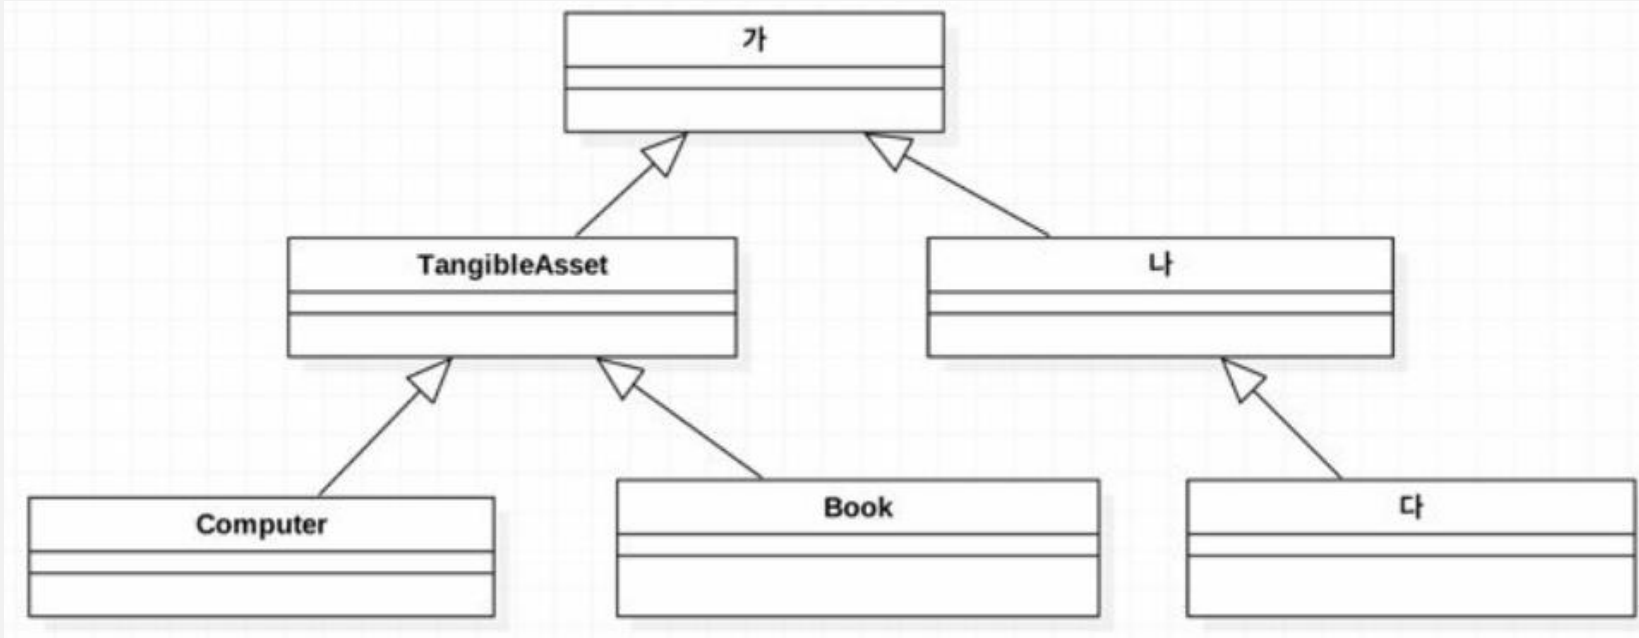 가
TangibleAsset
나
Computer
Book
다